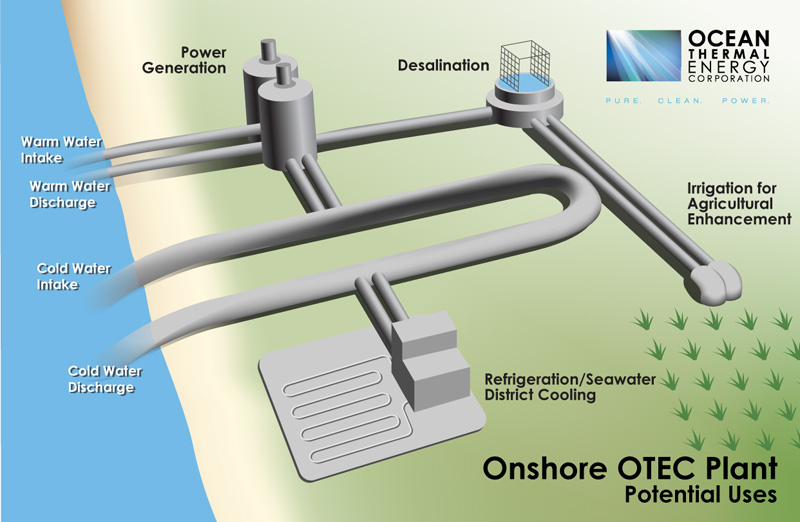 Power
Generation
Desalination
OCEAN
THERMAL
ENERGY
CORPORATION
PURE. CLEAN. POWER.
Warm Water
Intake
Warm Water
Discharge
Irrigation for
Agricultural
Enhancement
Cold Water
Intake
Cold Water
Discharge
Refrigeration/Seawater
District Cooling
Onshore OTEC Plant
Potential Uses